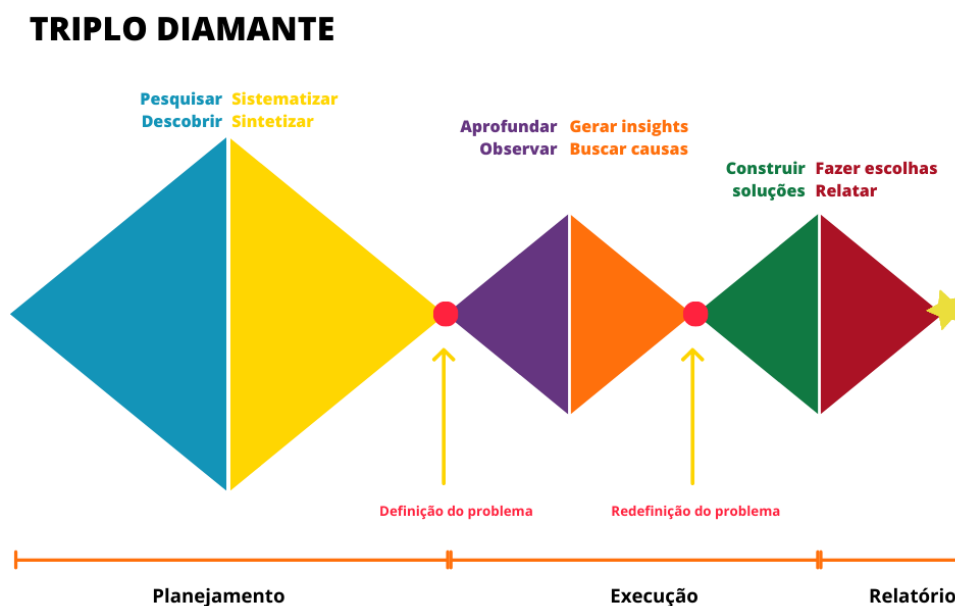 TRIPLO DIAMANTE
Pesquisar Sistematizar
Descobrir Sintetizar
Aprofundar Gerar insights
Observar Buscar causas
Construir Fazer escolhas
soluções Relatar
Definição do problema
Redefinição do problema
Planejamento
Execução
Relatório